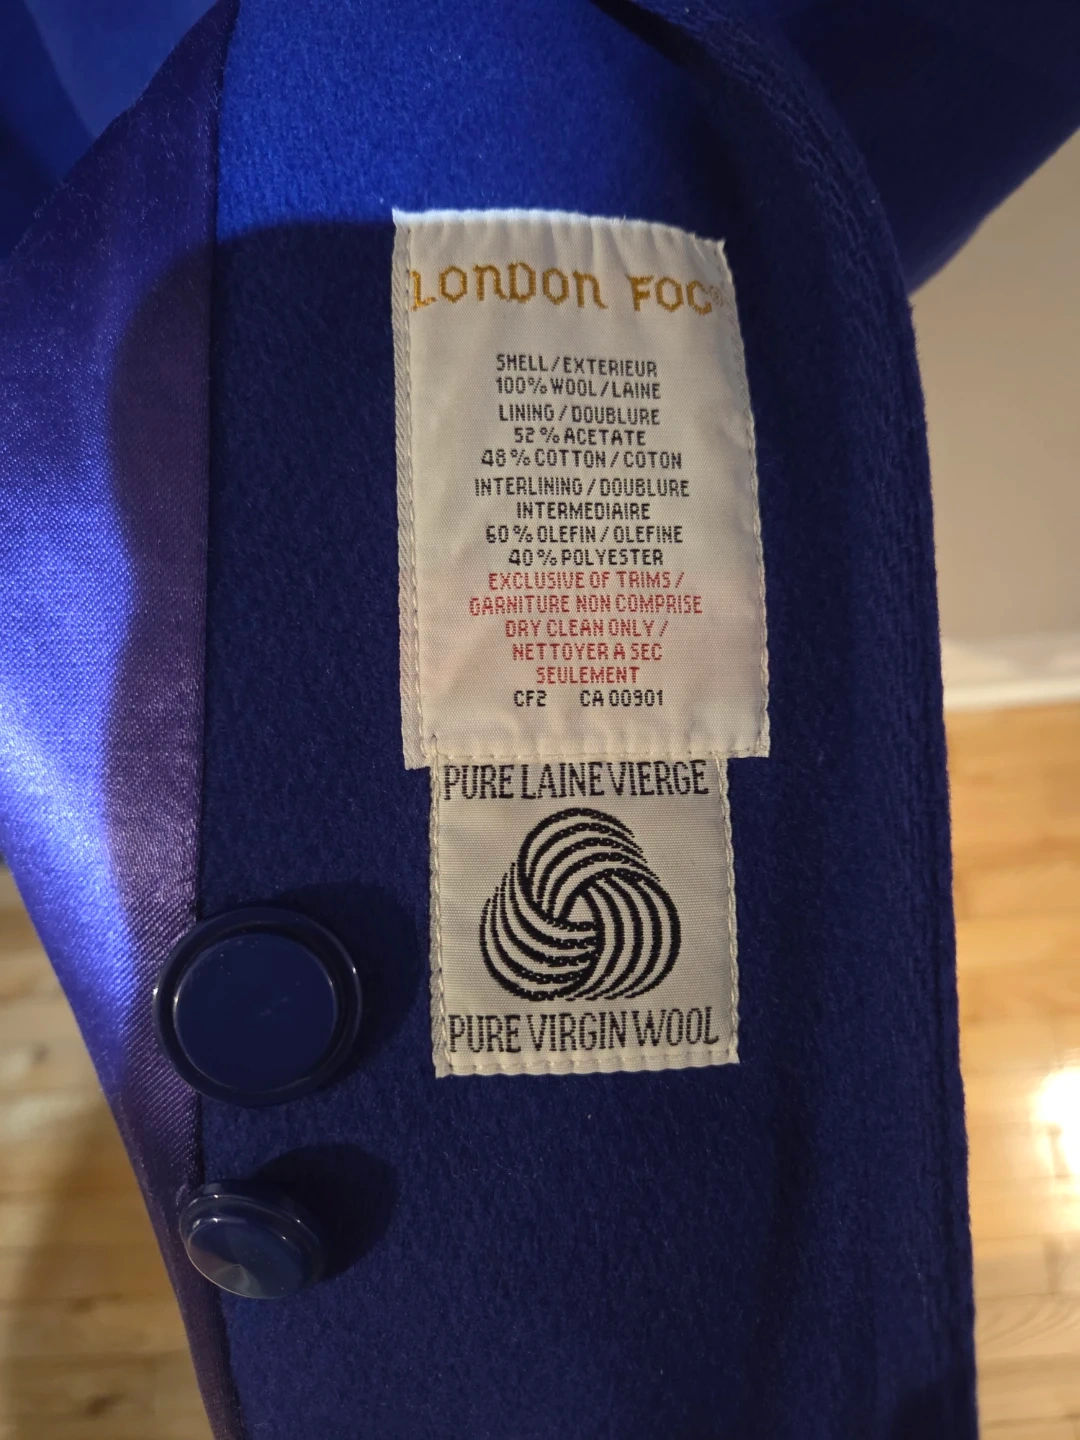 LONDON FOG®
SHELL/EXTERIEUR
100% WOOL/LAINE
LINING/DOUBLURE
52% ACETATE
48% COTTON/COTON
INTERLINING/DOUBLURE
INTERMEDIAIRE
60% OLEFIN/OLEFINE
40% POLYESTER
EXCLUSIVE OF TRIMS/
GARNITURE NON COMPRISE
DRY CLEAN ONLY/
NETTOYER A SEC
SEULEMENT
CF2 CA 00901
PURE LAINE VIERGE
PURE VIRGIN WOOL